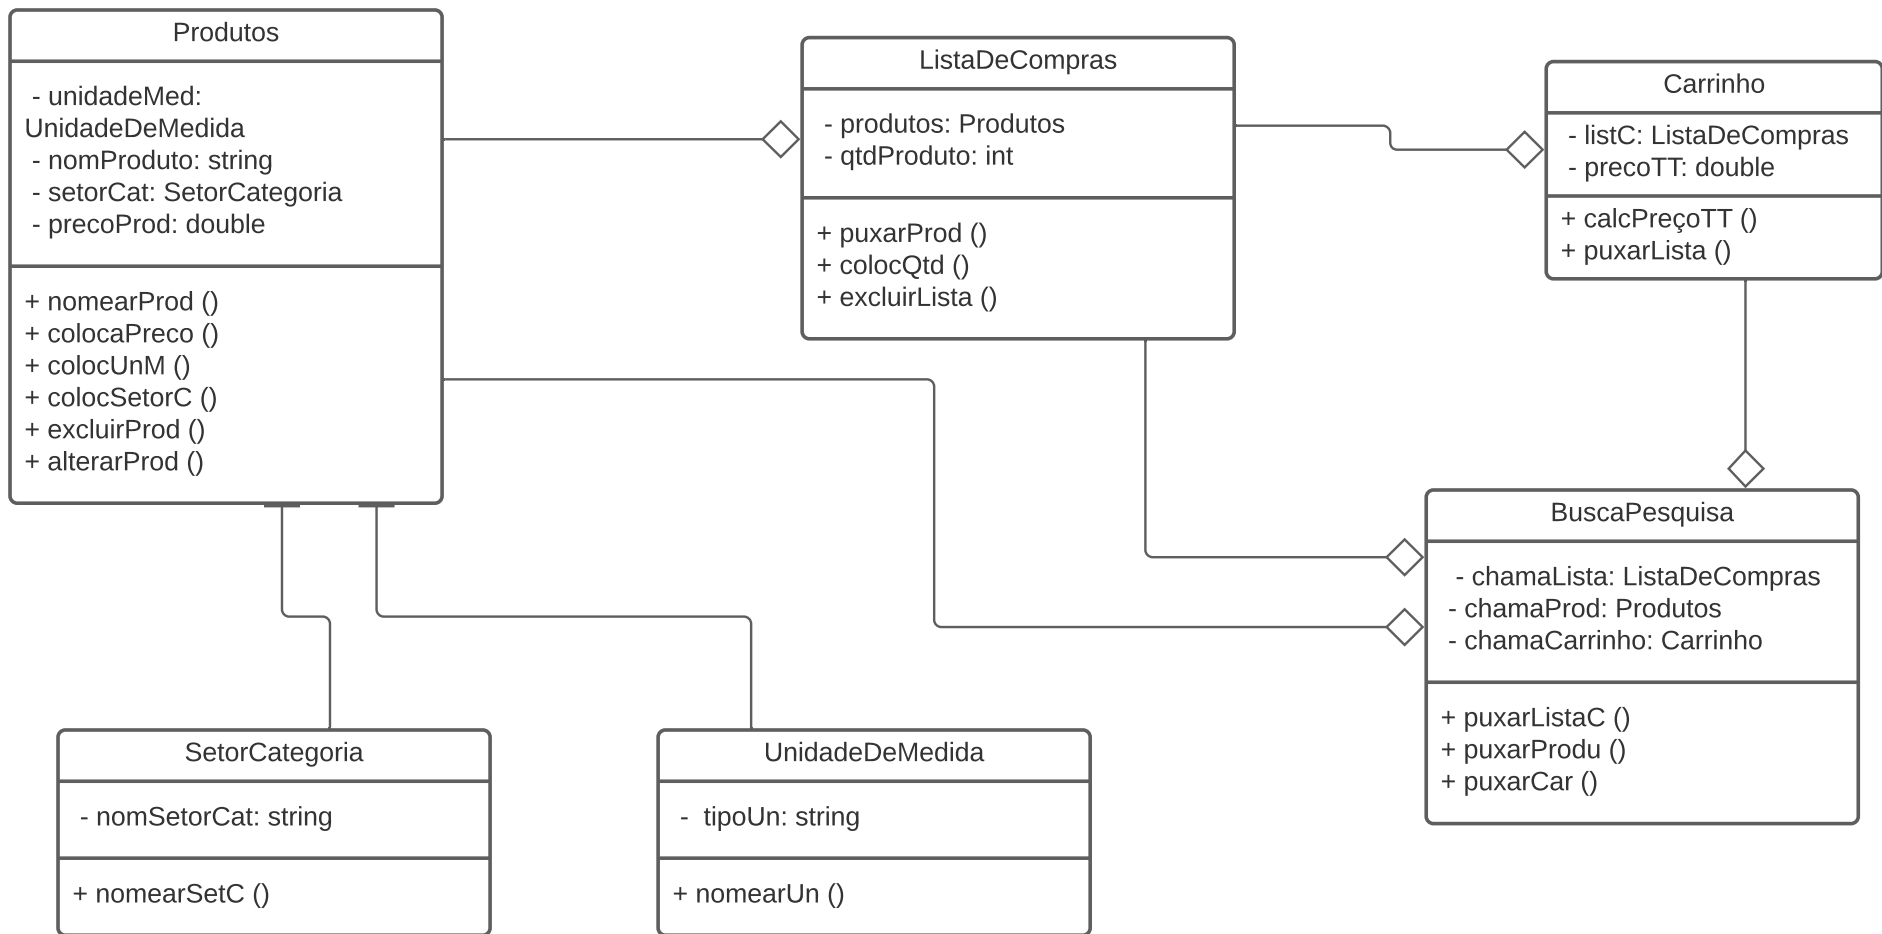 Produtos
- unidadeMed:
UnidadeDeMedida
- nomProduto: string
- setorCat: SetorCategoria
- precoProd: double
+ nomearProd ()
+ colocaPreco ()
+ colocUnM ()
+ colocSetorC ()
+ excluirProd ()
+ alterarProd ()
ListaDeCompras
- produtos: Produtos
- qtdProduto: int
+ puxarProd ()
+ colocQtd ()
+ excluirLista ()
Carrinho
- listC: ListaDeCompras
- precoTT: double
+ calcPreçoTT ()
+ puxarLista ()
BuscaPesquisa
- chamaLista: ListaDeCompras
- chamaProd: Produtos
- chamaCarrinho: Carrinho
+ puxarListaC ()
+ puxarProdu ()
+ puxarCar ()
SetorCategoria
- nomSetorCat: string
+ nomearSetC ()
UnidadeDeMedida
- tipoUn: string
+ nomearUn ()